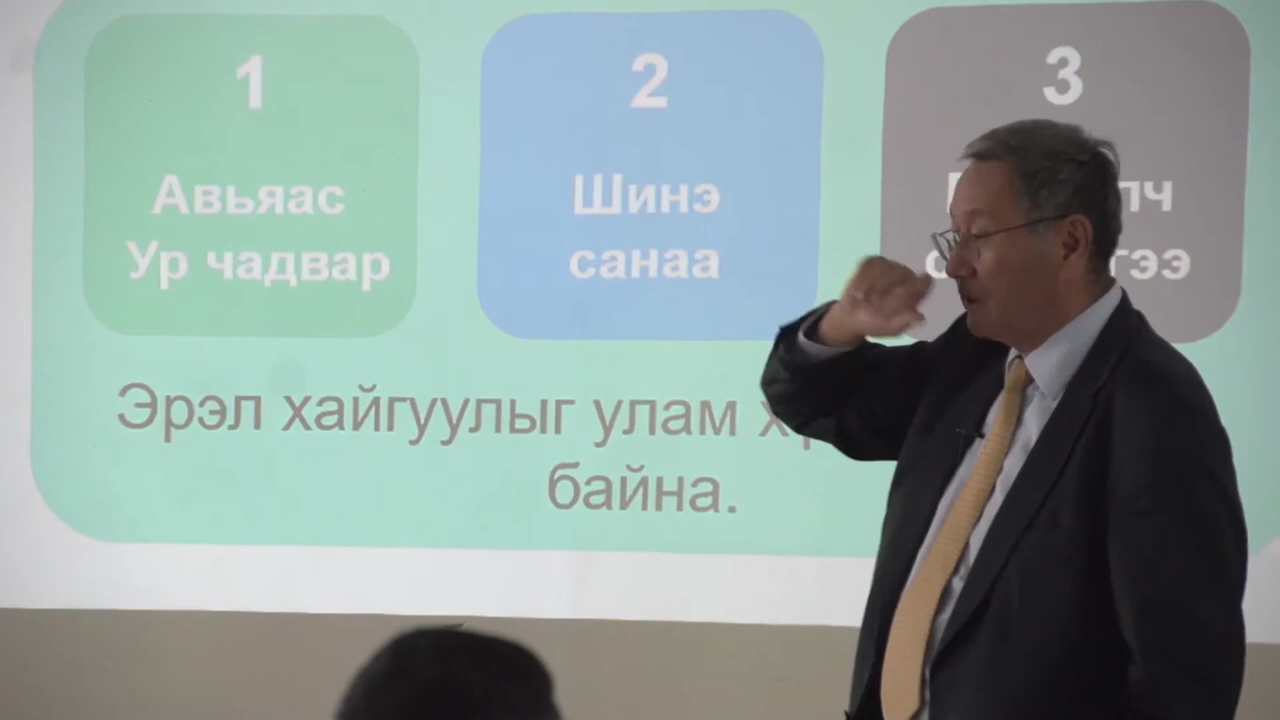 1
Авьяас
Ур чадвар
2
Шинэ
санаа
3
Эрэл хайгуулыг улам
байна.